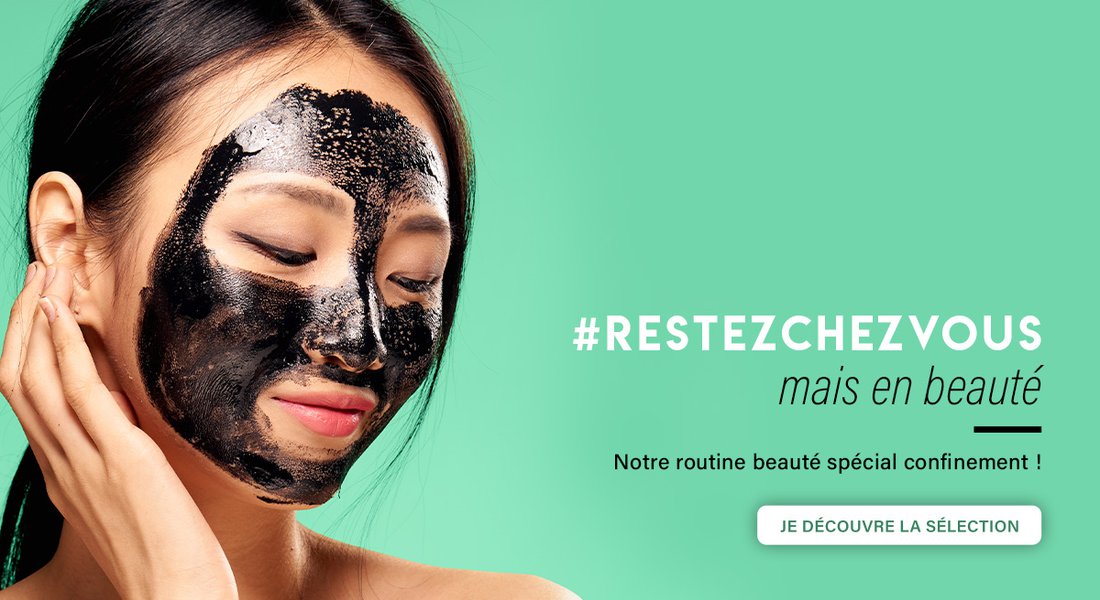 #RESTEZCHEZVOUS
mais en beauté
Notre routine beauté spécial confinement !
JE DÉCOUVRE LA SÉLECTION